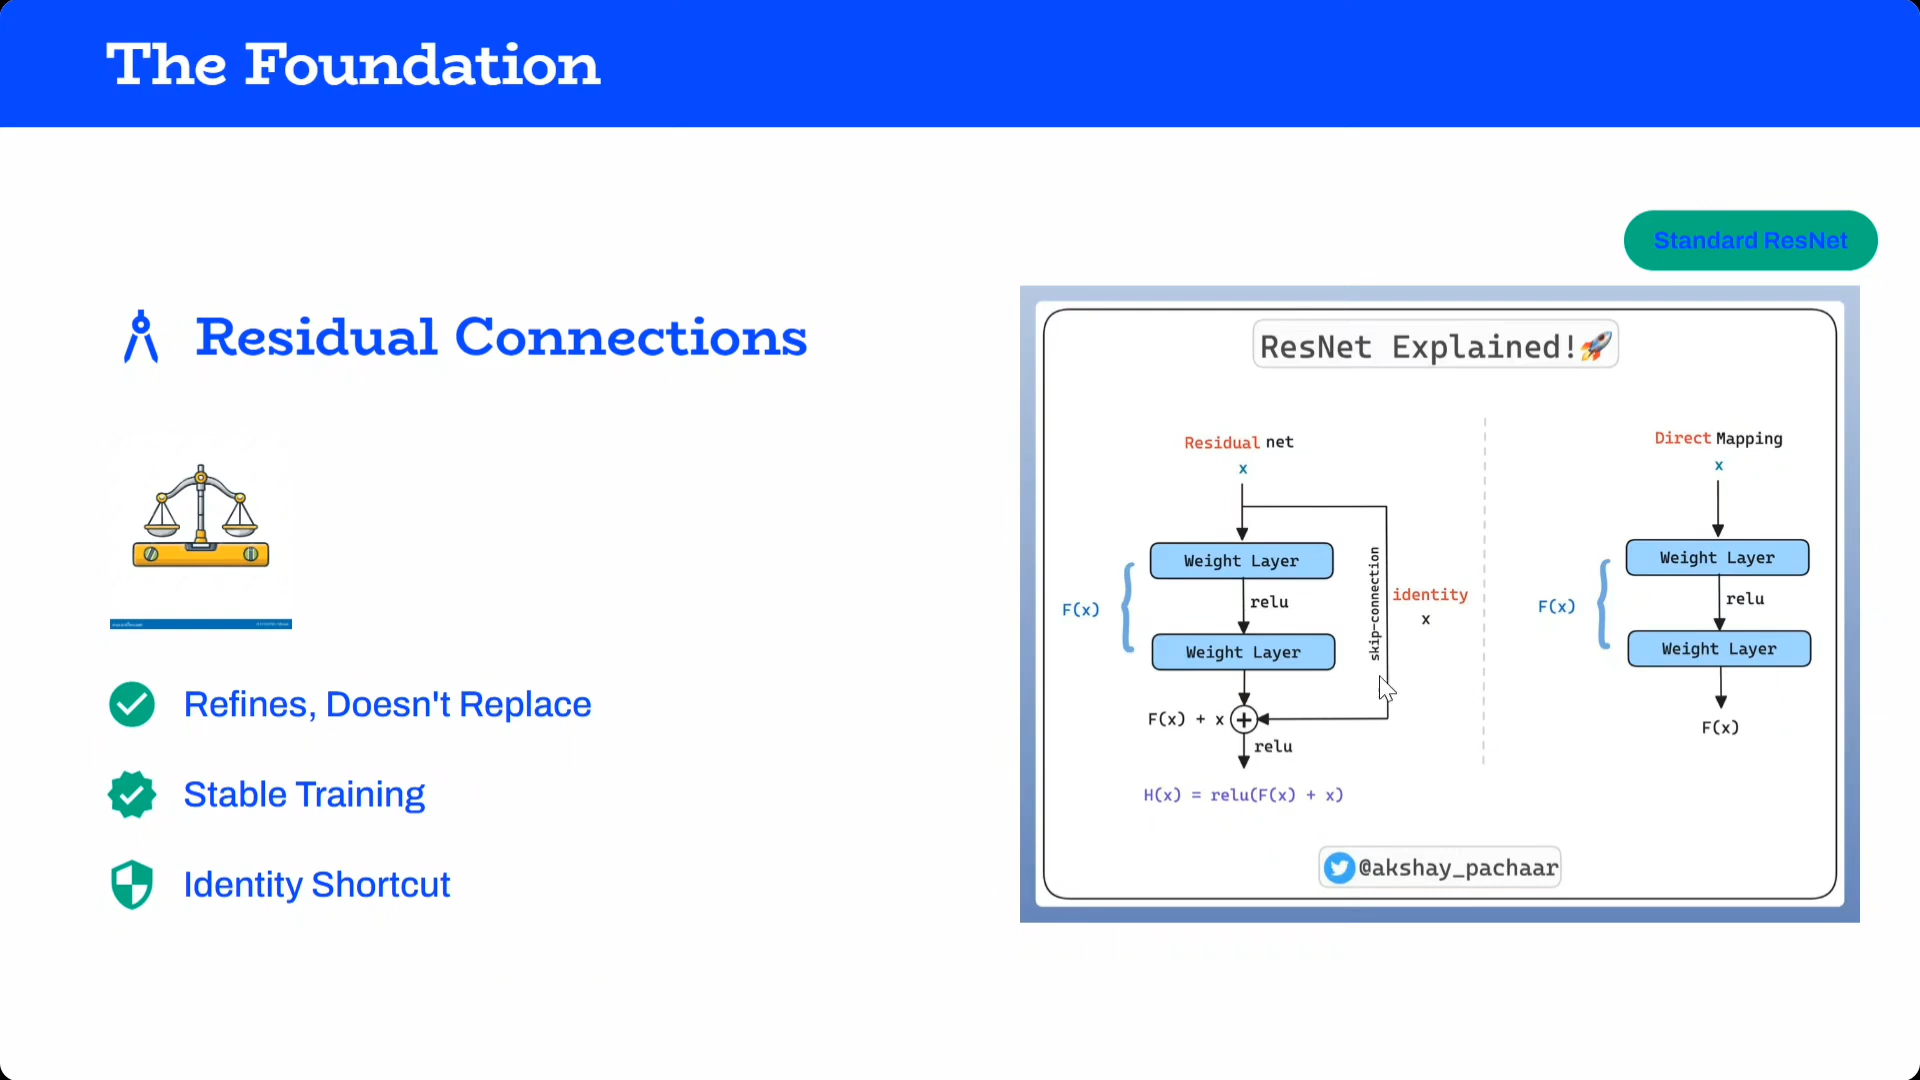 The Foundation
Standard ResNet
Residual Connections
Refines, Doesn't Replace
Stable Training
Identity Shortcut
ResNet Explained!🚀
Residual net
x
Weight Layer
relu
Weight Layer
F(x)
skip-connection
identity
x
F(x) + x
+
relu
H(x) = relu(F(x) + x)
Direct Mapping
x
Weight Layer
relu
Weight Layer
F(x)
F(x)
@akshay_pachaar